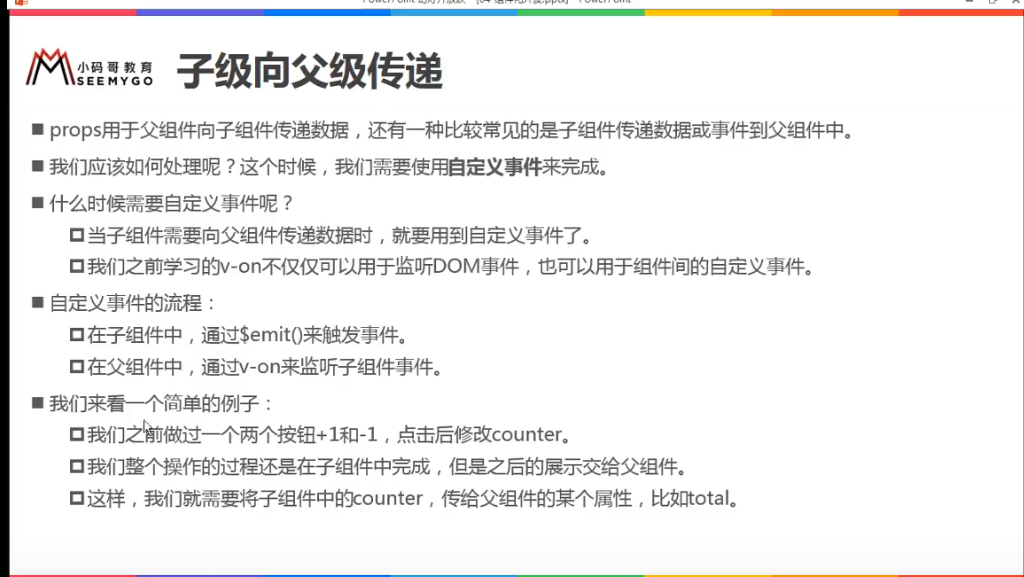 小码哥教育
SEEMYGO
子级向父级传递
props用于父组件向子组件传递数据，还有一种比较常见的是子组件传递数据或事件到父组件中。
我们应该如何处理呢？这个时候，我们需要使用自定义事件来完成。
什么时候需要自定义事件呢？
当子组件需要向父组件传递数据时，就要用到自定义事件了。
我们之前学习的v-on不仅仅可以用于监听DOM事件，也可以用于组件间的自定义事件。
自定义事件的流程：
在子组件中，通过$emit()来触发事件。
在父组件中，通过v-on来监听子组件事件。
我们来看一个简单的例子：
我们之前做过一个两个按钮+1和-1，点击后修改counter。
我们整个操作的过程还是在子组件中完成，但是之后的展示交给父组件。
这样，我们就需要将子组件中的counter，传给父组件的某个属性，比如total。